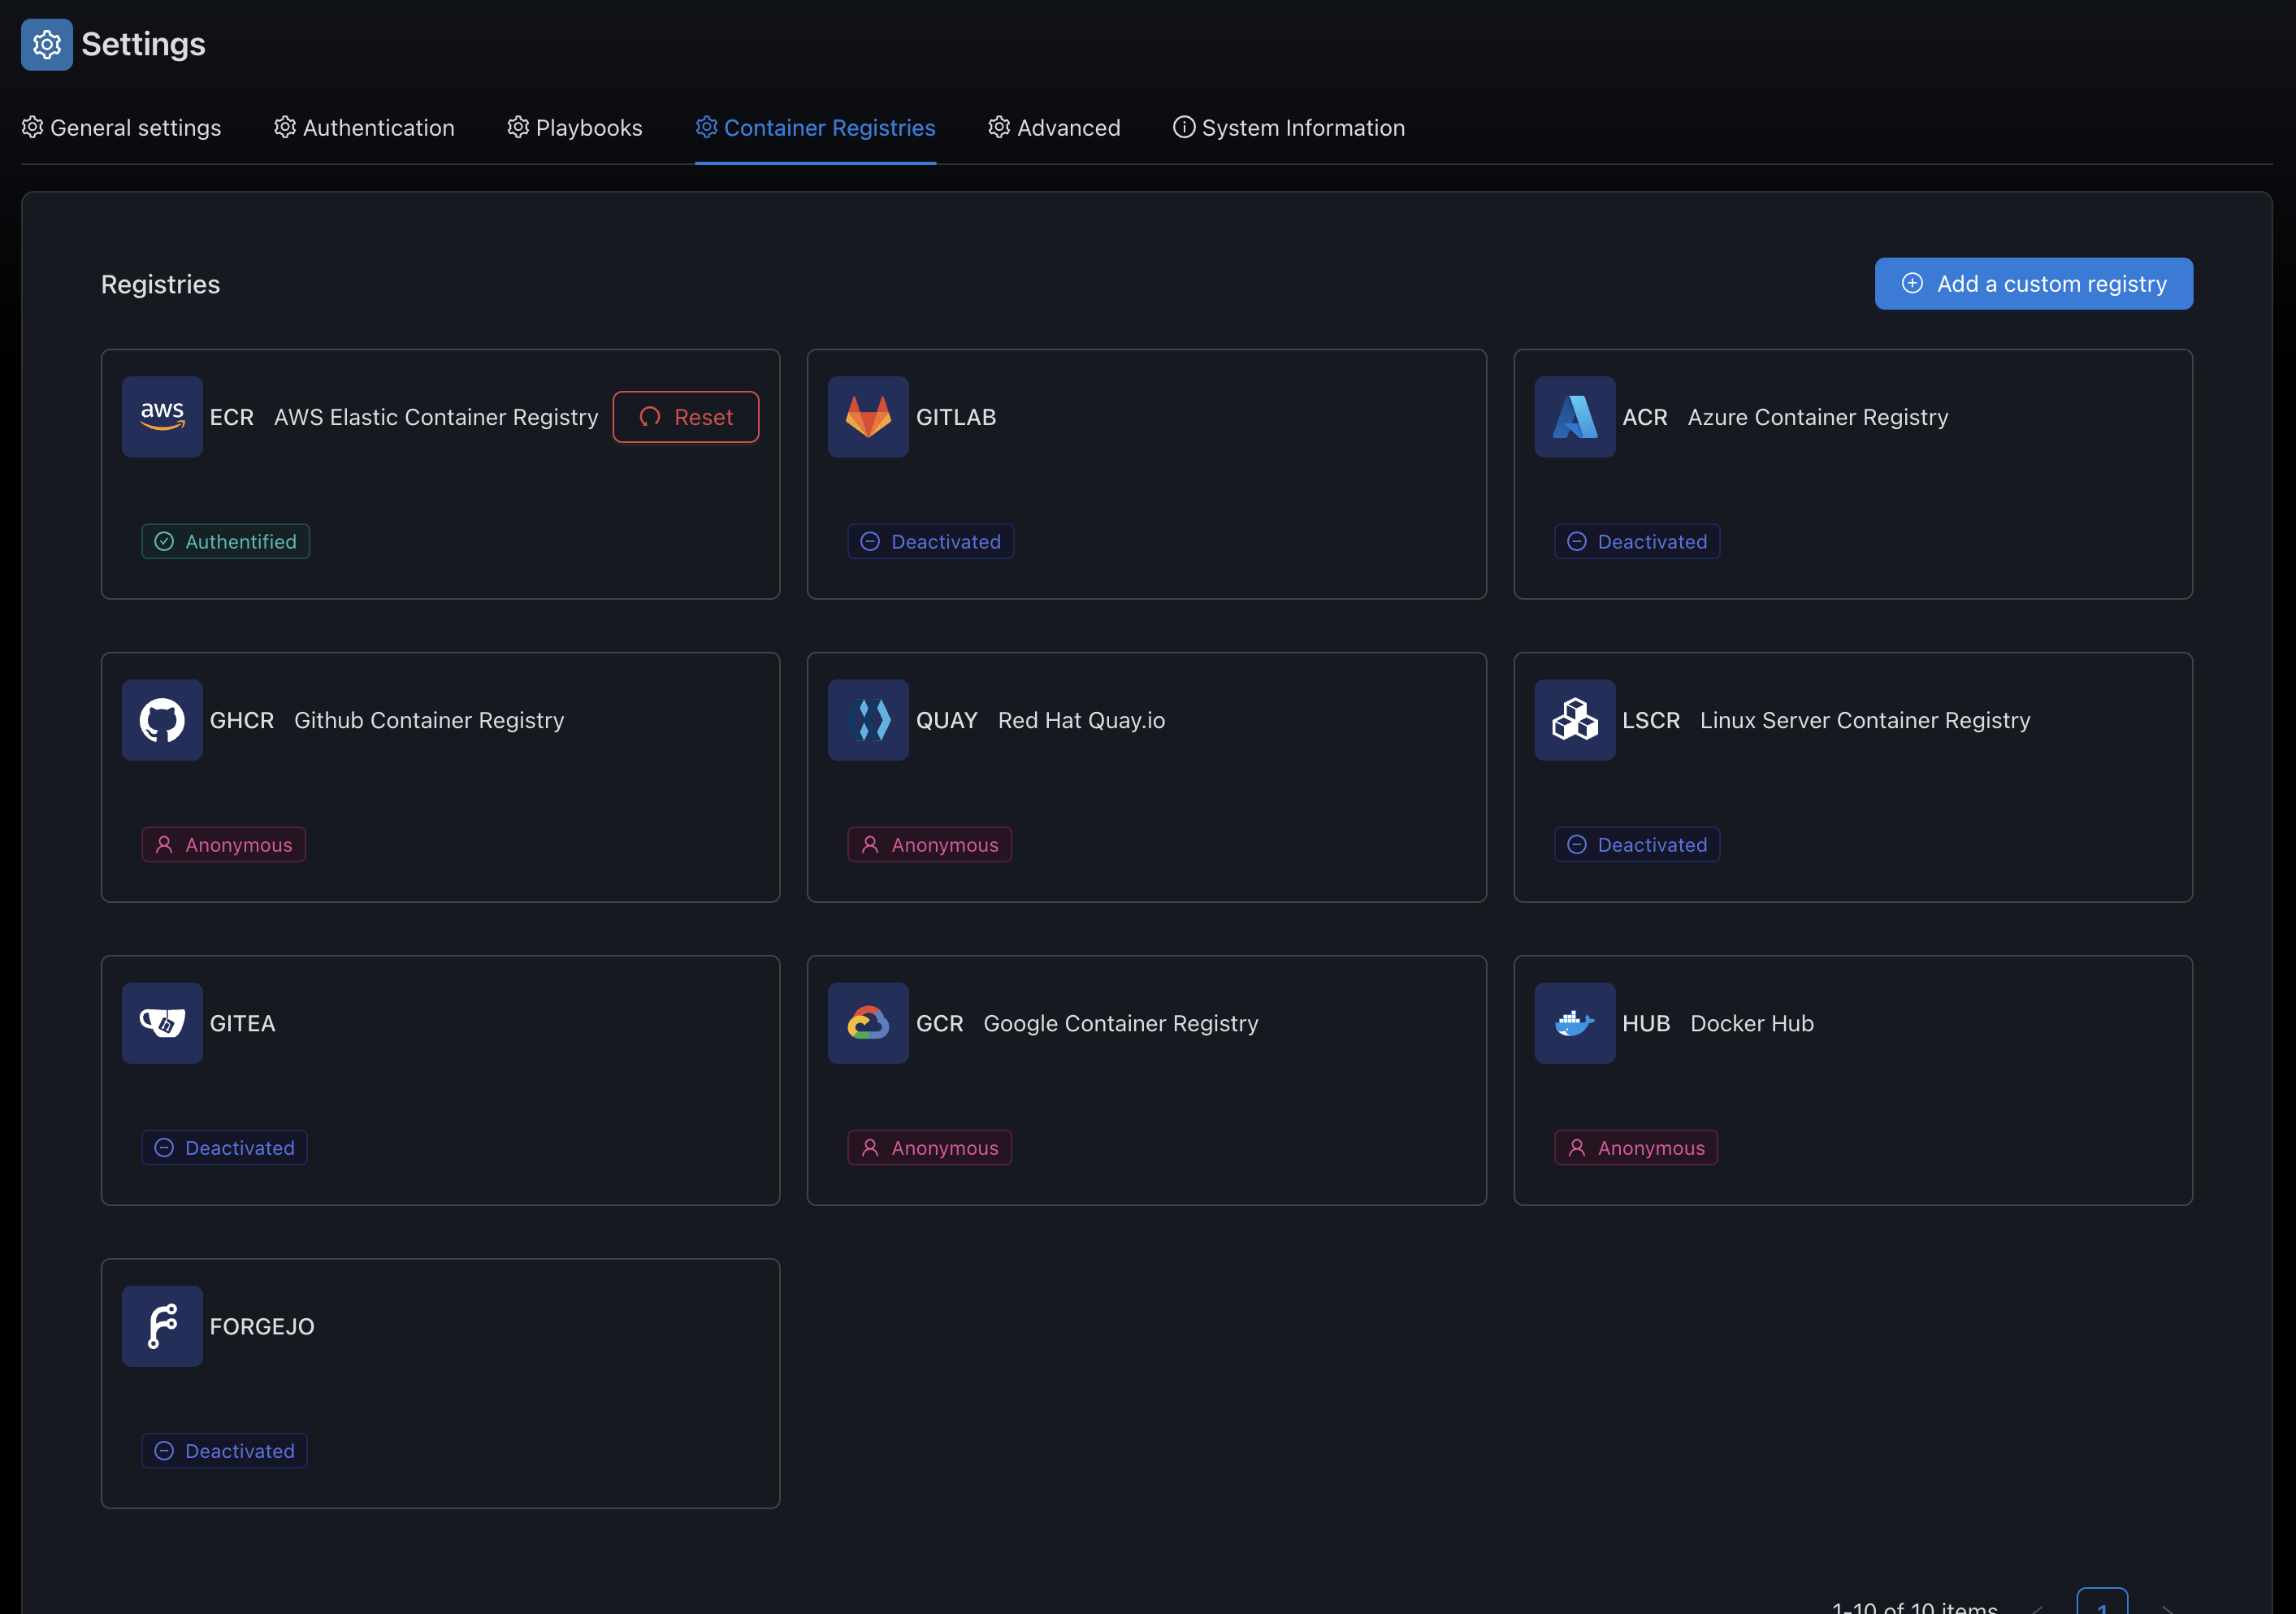 Settings
General settings
Authentication
Playbooks
Container Registries
Advanced
System Information
Registries
Add a custom registry
aws
ECR AWS Elastic Container Registry
Reset
Authentified
GITLAB
Deactivated
ACR Azure Container Registry
Deactivated
GHCR Github Container Registry
Anonymous
QUAY Red Hat Quay.io
Anonymous
LSCR Linux Server Container Registry
Deactivated
GITEA
Deactivated
GCR Google Container Registry
Anonymous
HUB Docker Hub
Anonymous
FORGEJO
Deactivated
1-10 of 10 items
1